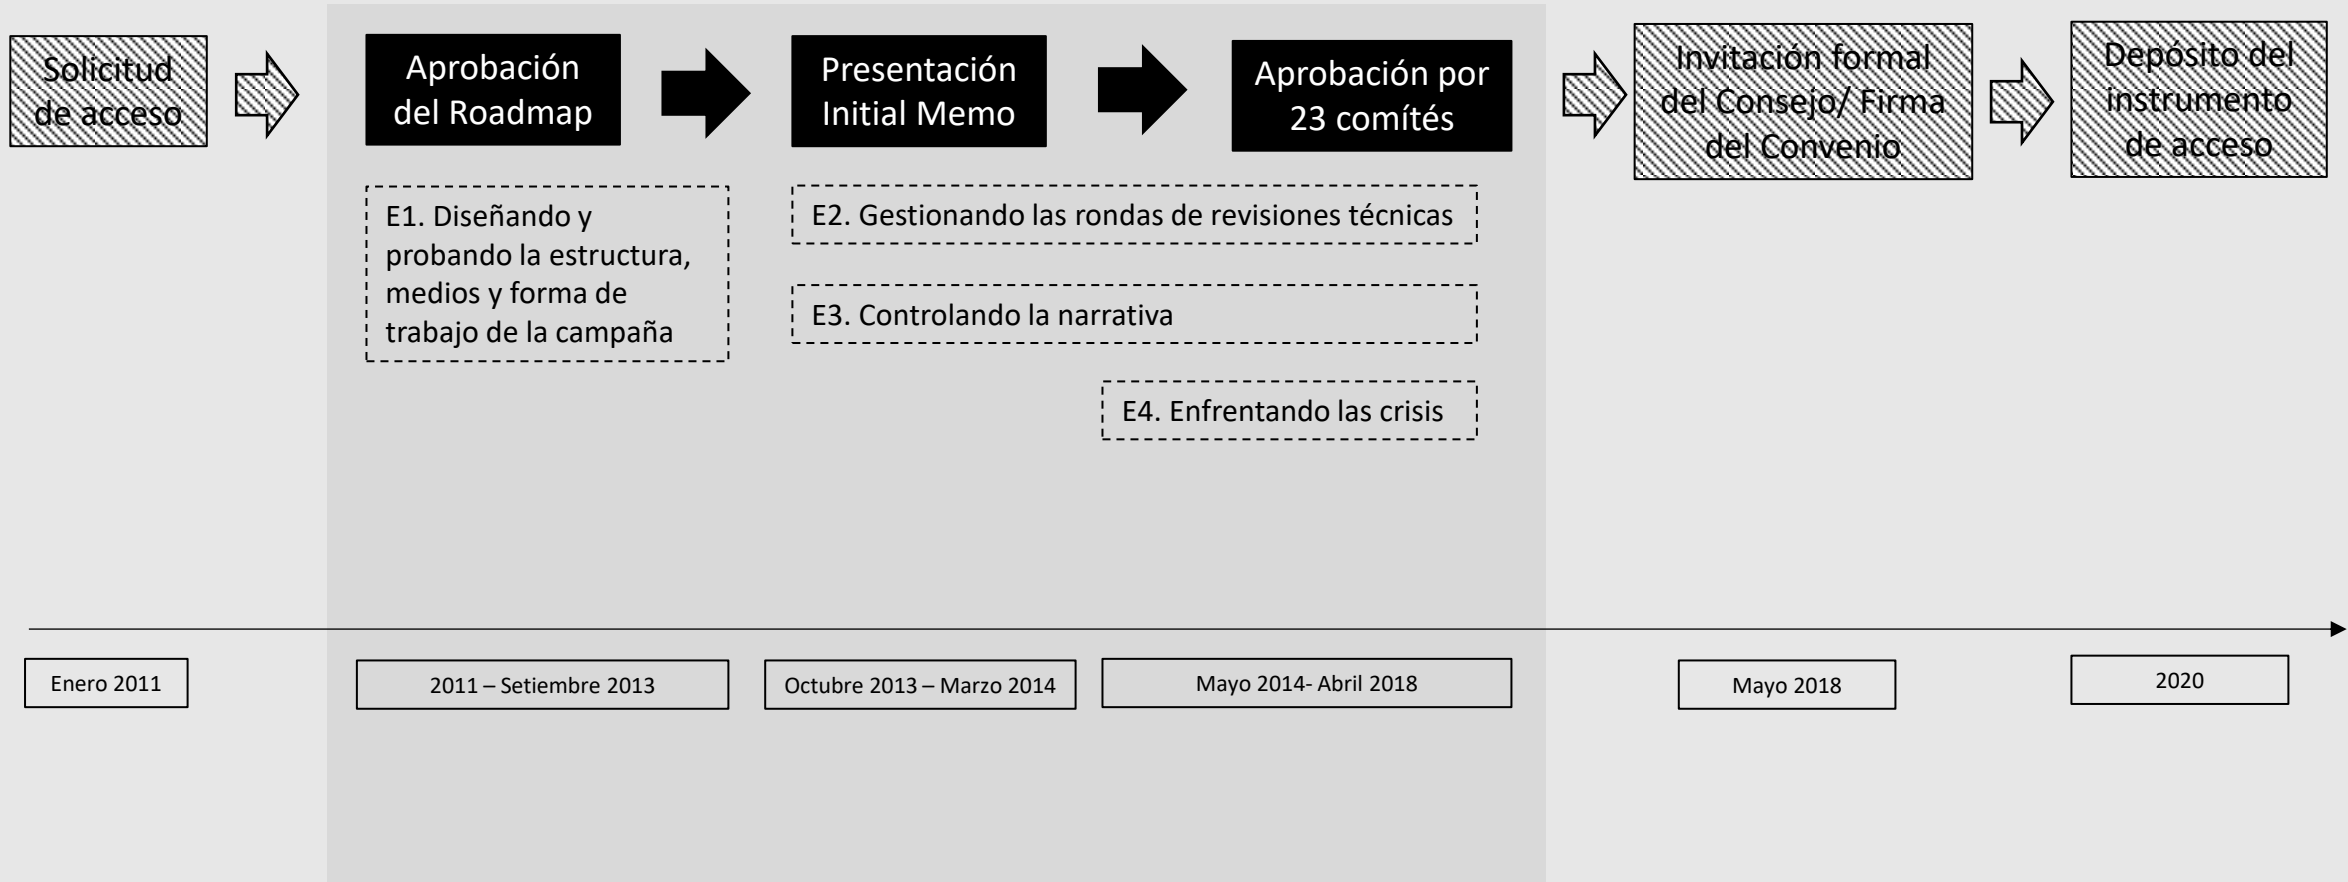 Solicitud
de acceso
Aprobación
del Roadmap
Presentación
Initial Memo
Aprobación por
23 comítés
Invitación formal
del Consejo/ Firma
del Convenio
Depósito del
instrumento
de acceso
E1. Diseñando y
probando la estructura,
medios y forma de
trabajo de la campaña
E2. Gestionando las rondas de revisiones técnicas
E3. Controlando la narrativa
E4. Enfrentando las crisis
Enero 2011
2011 – Setiembre 2013
Octubre 2013 – Marzo 2014
Mayo 2014- Abril 2018
Mayo 2018
2020